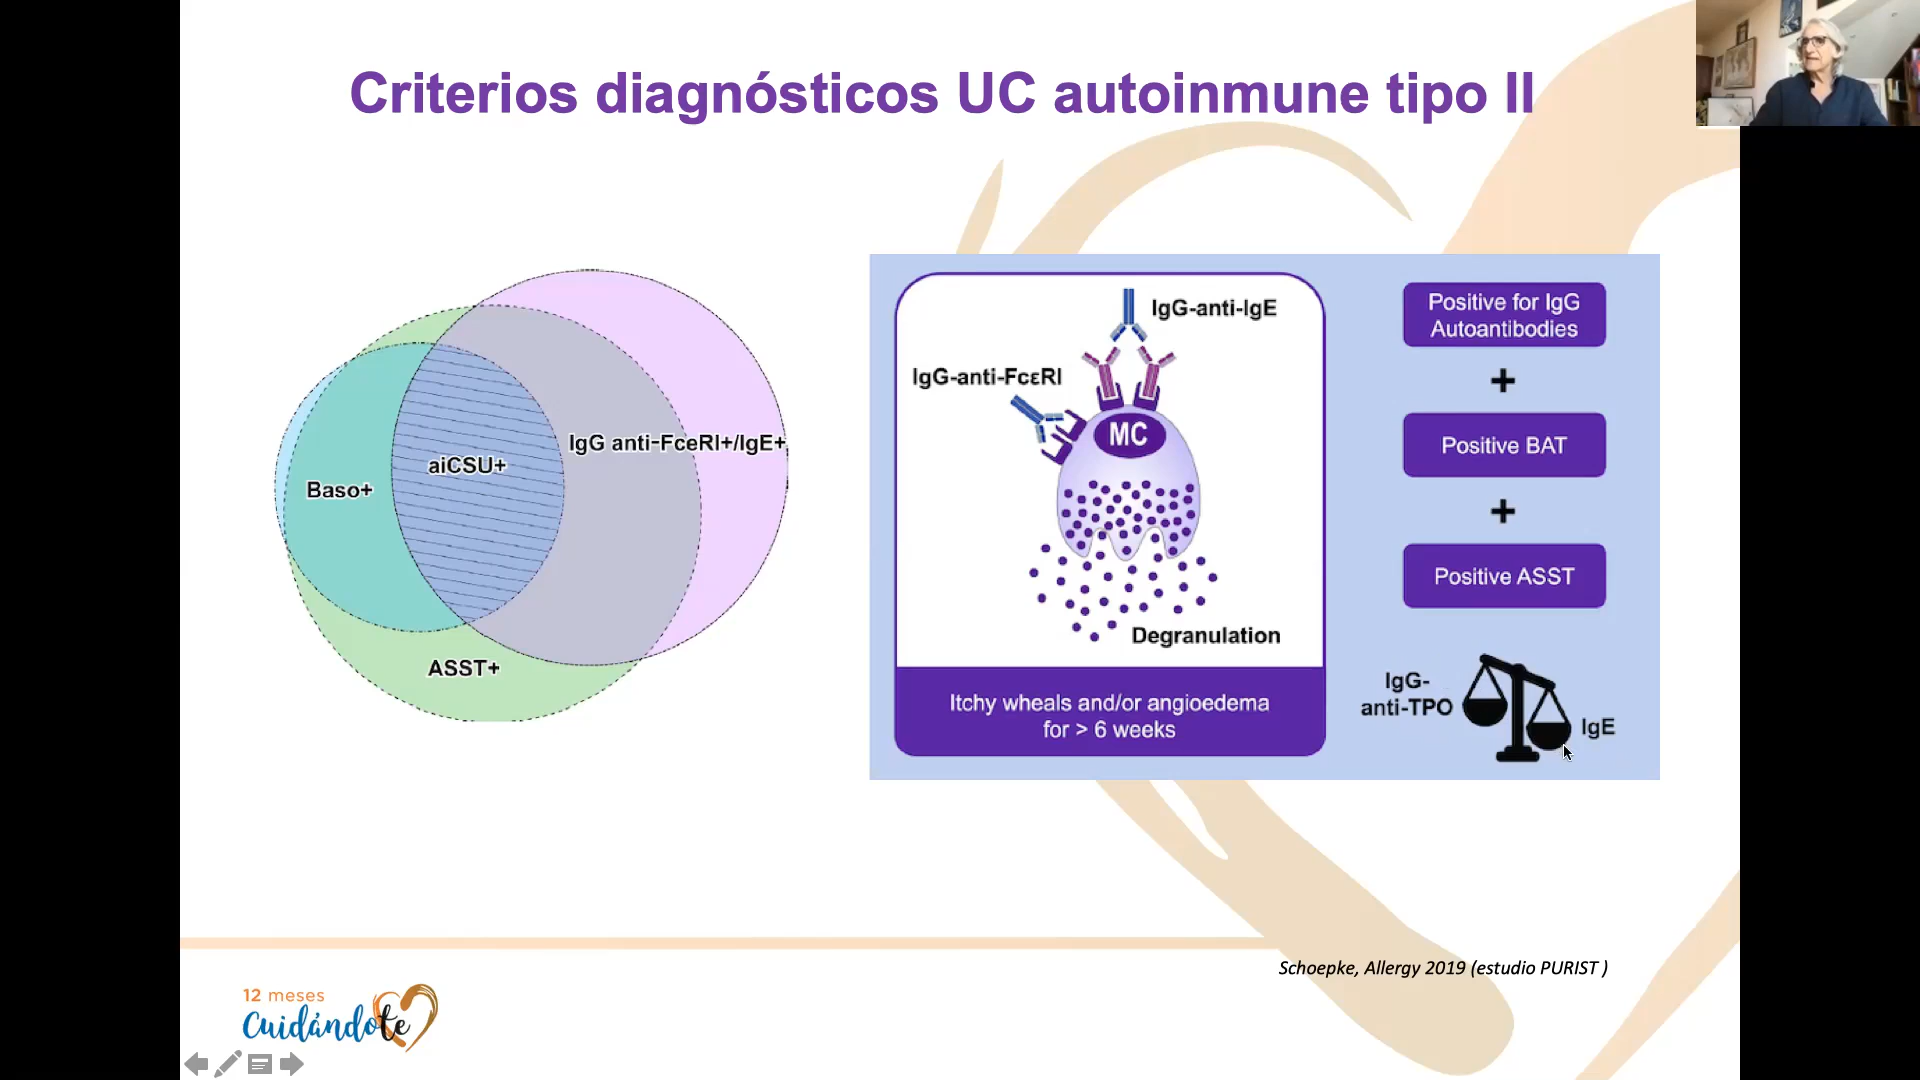 Criterios diagnósticos UC autoinmune tipo II
IgG anti-FceRI+/IgE+
aiCSU+
Baso+
ASST+
IgG-anti-IgE
IgG-anti-FcεRI
MC
Degranulation
Itchy wheals and/or angioedema
for > 6 weeks
Positive for IgG
Autoantibodies
+
Positive BAT
+
Positive ASST
IgG-
anti-TPO
IgE
Schoepke, Allergy 2019 (estudio PURIST )
12 meses
Cuidándote